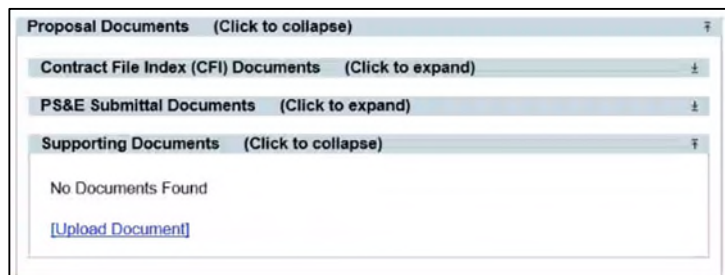 Proposal Documents (Click to collapse)
Contract File Index (CFI) Documents (Click to expand)
PS&E Submittal Documents (Click to expand)
Supporting Documents (Click to collapse)
No Documents Found
[Upload Document]